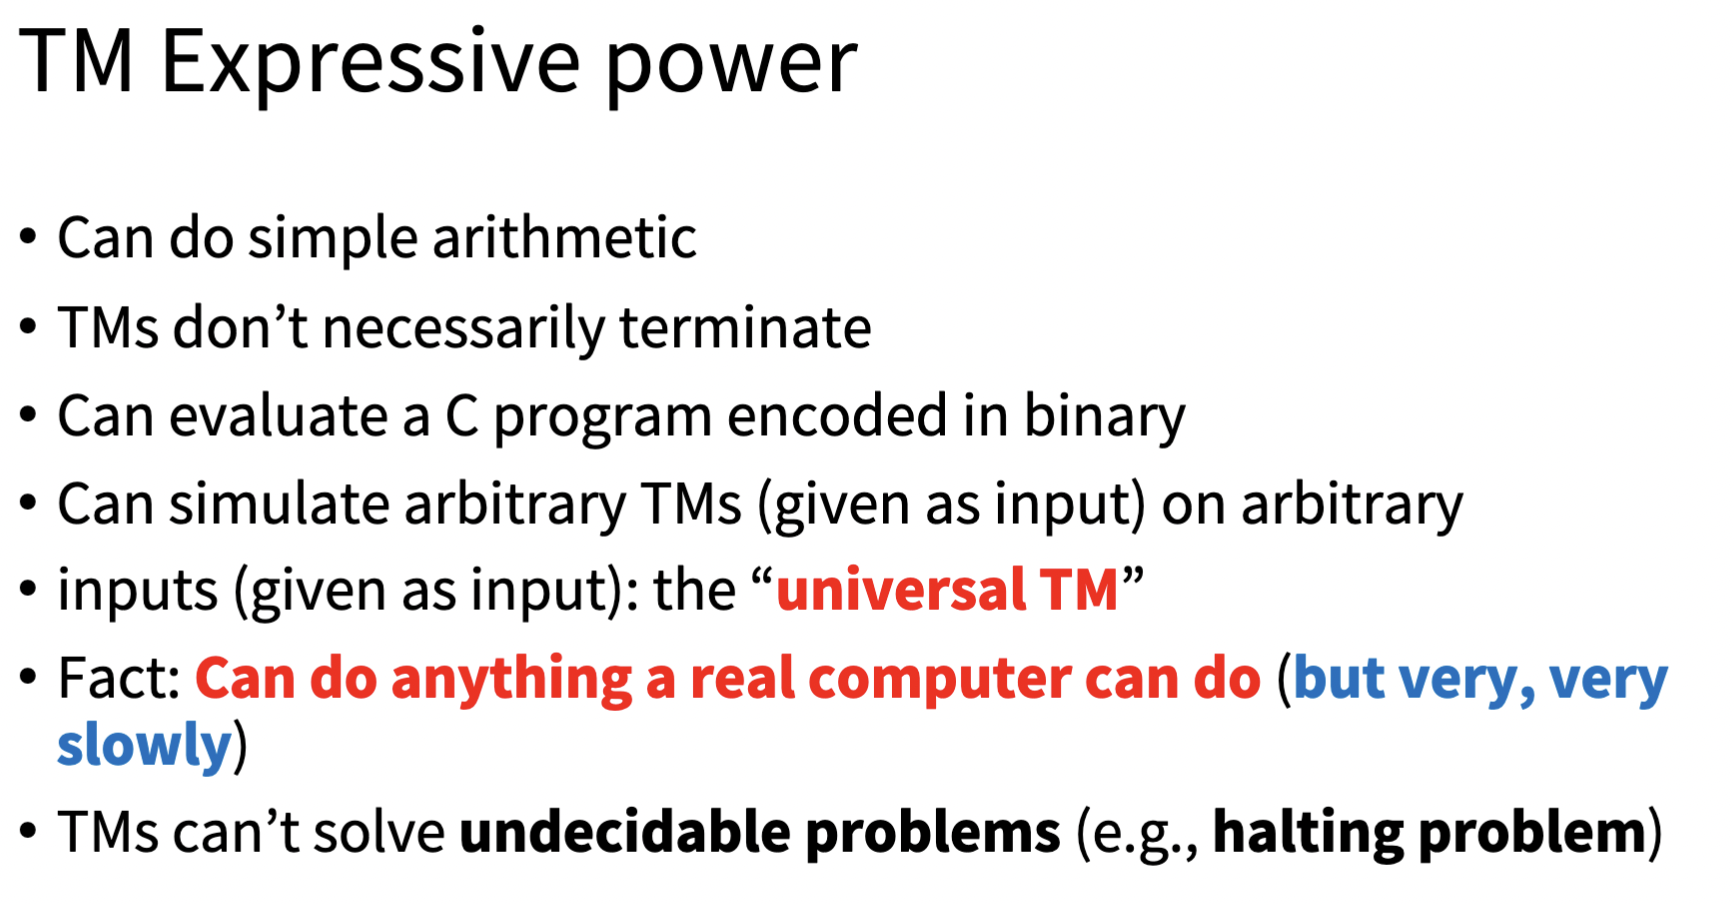 TM Expressive power
• Can do simple arithmetic
• TMs don’t necessarily terminate
• Can evaluate a C program encoded in binary
• Can simulate arbitrary TMs (given as input) on arbitrary
• inputs (given as input): the “universal TM”
• Fact: Can do anything a real computer can do (but very, very
slowly)
• TMs can’t solve undecidable problems (e.g., halting problem)